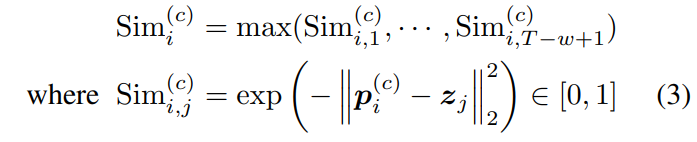 Sim_i^{(c)} = max(Sim_{i,1}^{(c)}, ⋯ , Sim_{i,T−w+1}^{(c)})
where Sim_{i,j}^{(c)} = exp(−‖p_i^{(c)} − z_j‖_2^2) ∈ [0, 1] (3)